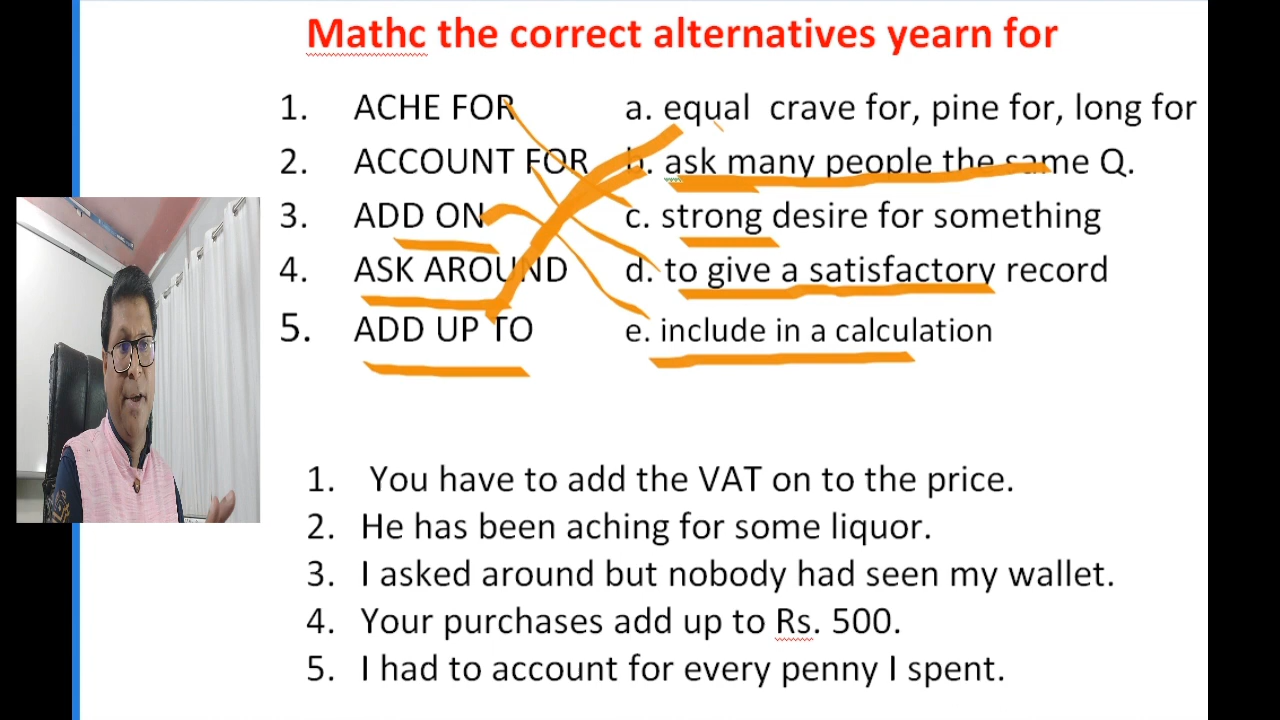 Mathc the correct alternatives yearn for
1. ACHE FOR a. equal crave for, pine for, long for
2. ACCOUNT FOR b. ask many people the same Q.
3. ADD ON c. strong desire for something
4. ASK AROUND d. to give a satisfactory record
5. ADD UP TO e. include in a calculation
1. You have to add the VAT on to the price.
2. He has been aching for some liquor.
3. I asked around but nobody had seen my wallet.
4. Your purchases add up to Rs. 500.
5. I had to account for every penny I spent.